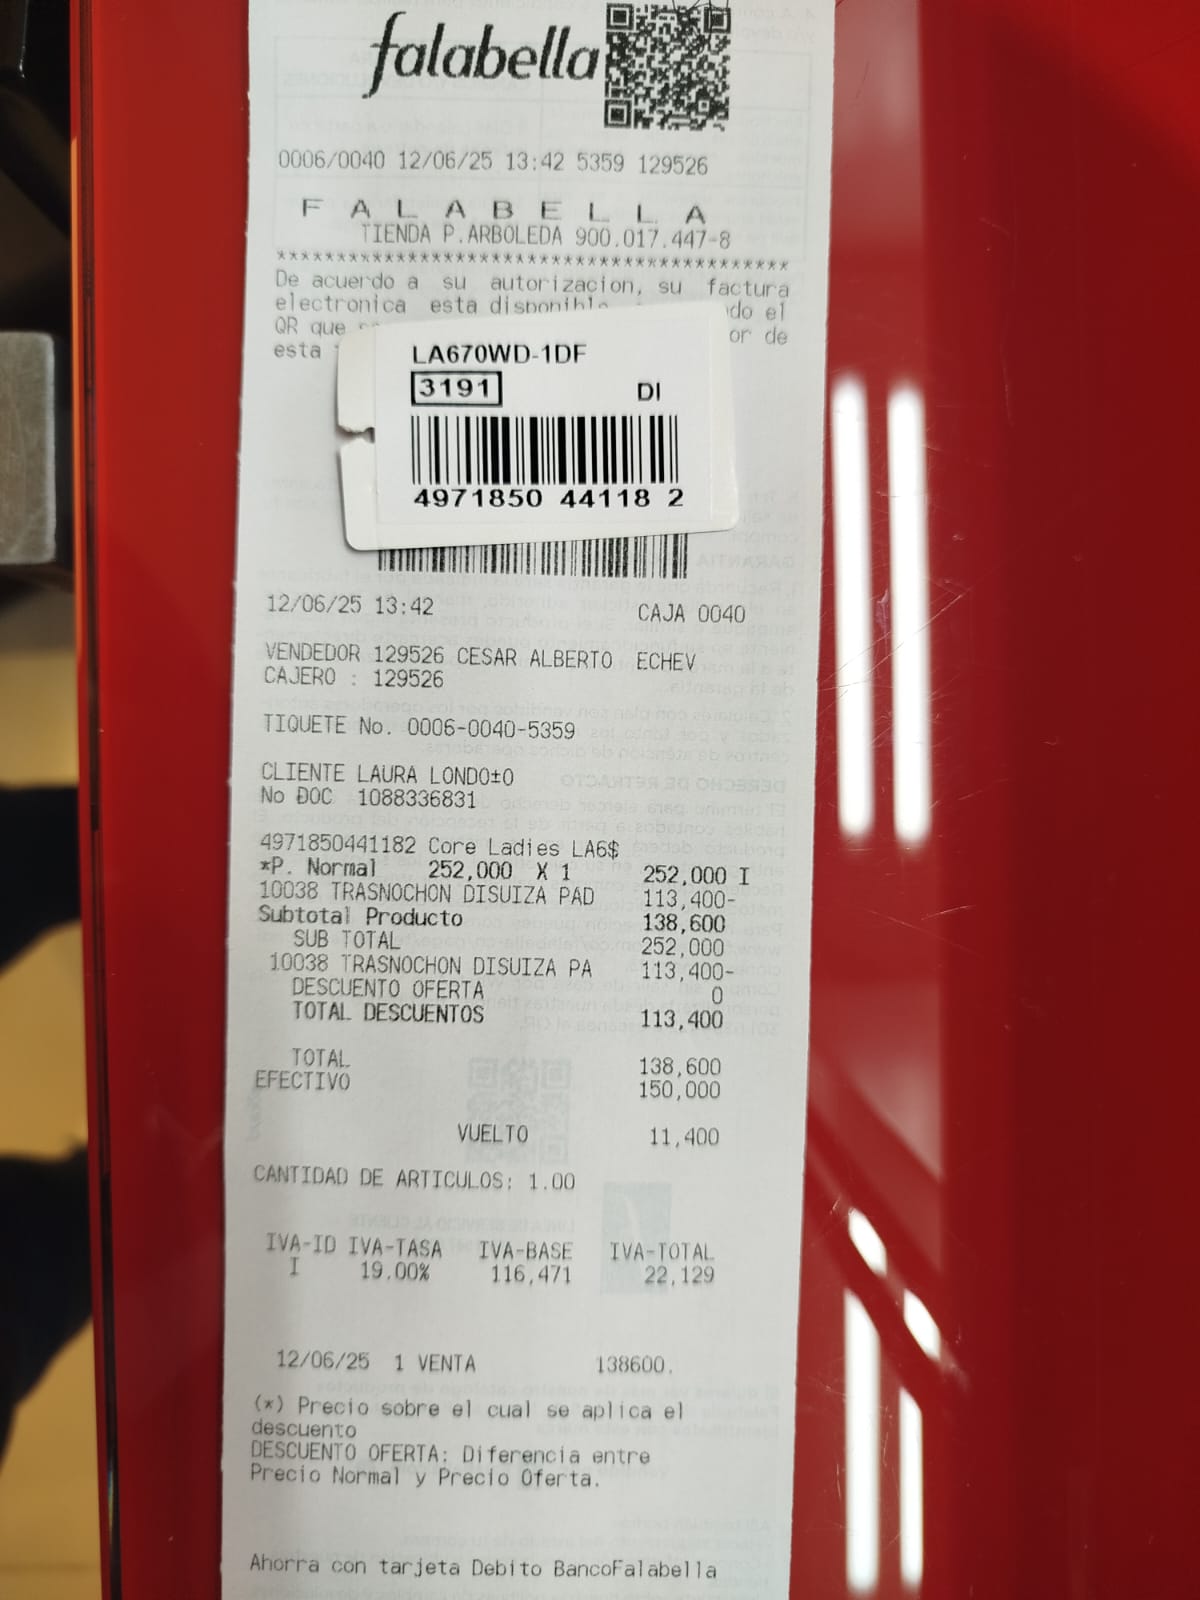 falabella
0006/0040 12/06/25 13:42 5359 129526
F A L A B E L L A
TIENDA P.ARBOLEDA 900.017.447-8
*******************************************
De acuerdo a su autorizacion, su factura
electronica esta disponible do el
QR que or de
esta
LA670WD-1DF
3191 DI
4971850 44118 2
12/06/25 13:42 CAJA 0040
VENDEDOR 129526 CESAR ALBERTO ECHEV
CAJERO : 129526
TIQUETE No. 0006-0040-5359
CLIENTE LAURA LONDO±O
No DOC 1088336831
4971850441182 Core Ladies LA6$
*P. Normal 252,000 X 1 252,000 I
10038 TRASNOCHON DISUIZA PAD 113,400-
Subtotal Producto 138,600
SUB TOTAL 252,000
10038 TRASNOCHON DISUIZA PA 113,400-
DESCUENTO OFERTA 0
TOTAL DESCUENTOS 113,400
TOTAL 138,600
EFECTIVO 150,000
VUELTO 11,400
CANTIDAD DE ARTICULOS: 1.00
IVA-ID IVA-TASA IVA-BASE IVA-TOTAL
I 19.00% 116,471 22,129
12/06/25 1 VENTA 138600.
(*) Precio sobre el cual se aplica el
descuento
DESCUENTO OFERTA: Diferencia entre
Precio Normal y Precio Oferta.
Ahorra con tarjeta Debito BancoFalabella